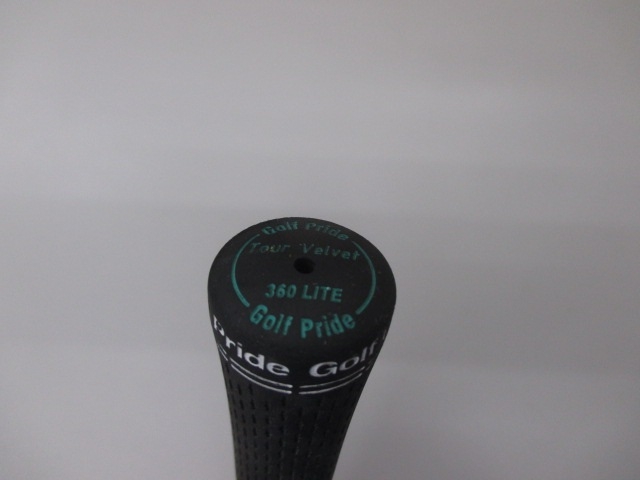 Golf Pride
Tour Velvet
360 LITE
Golf Pride
Pride Golf